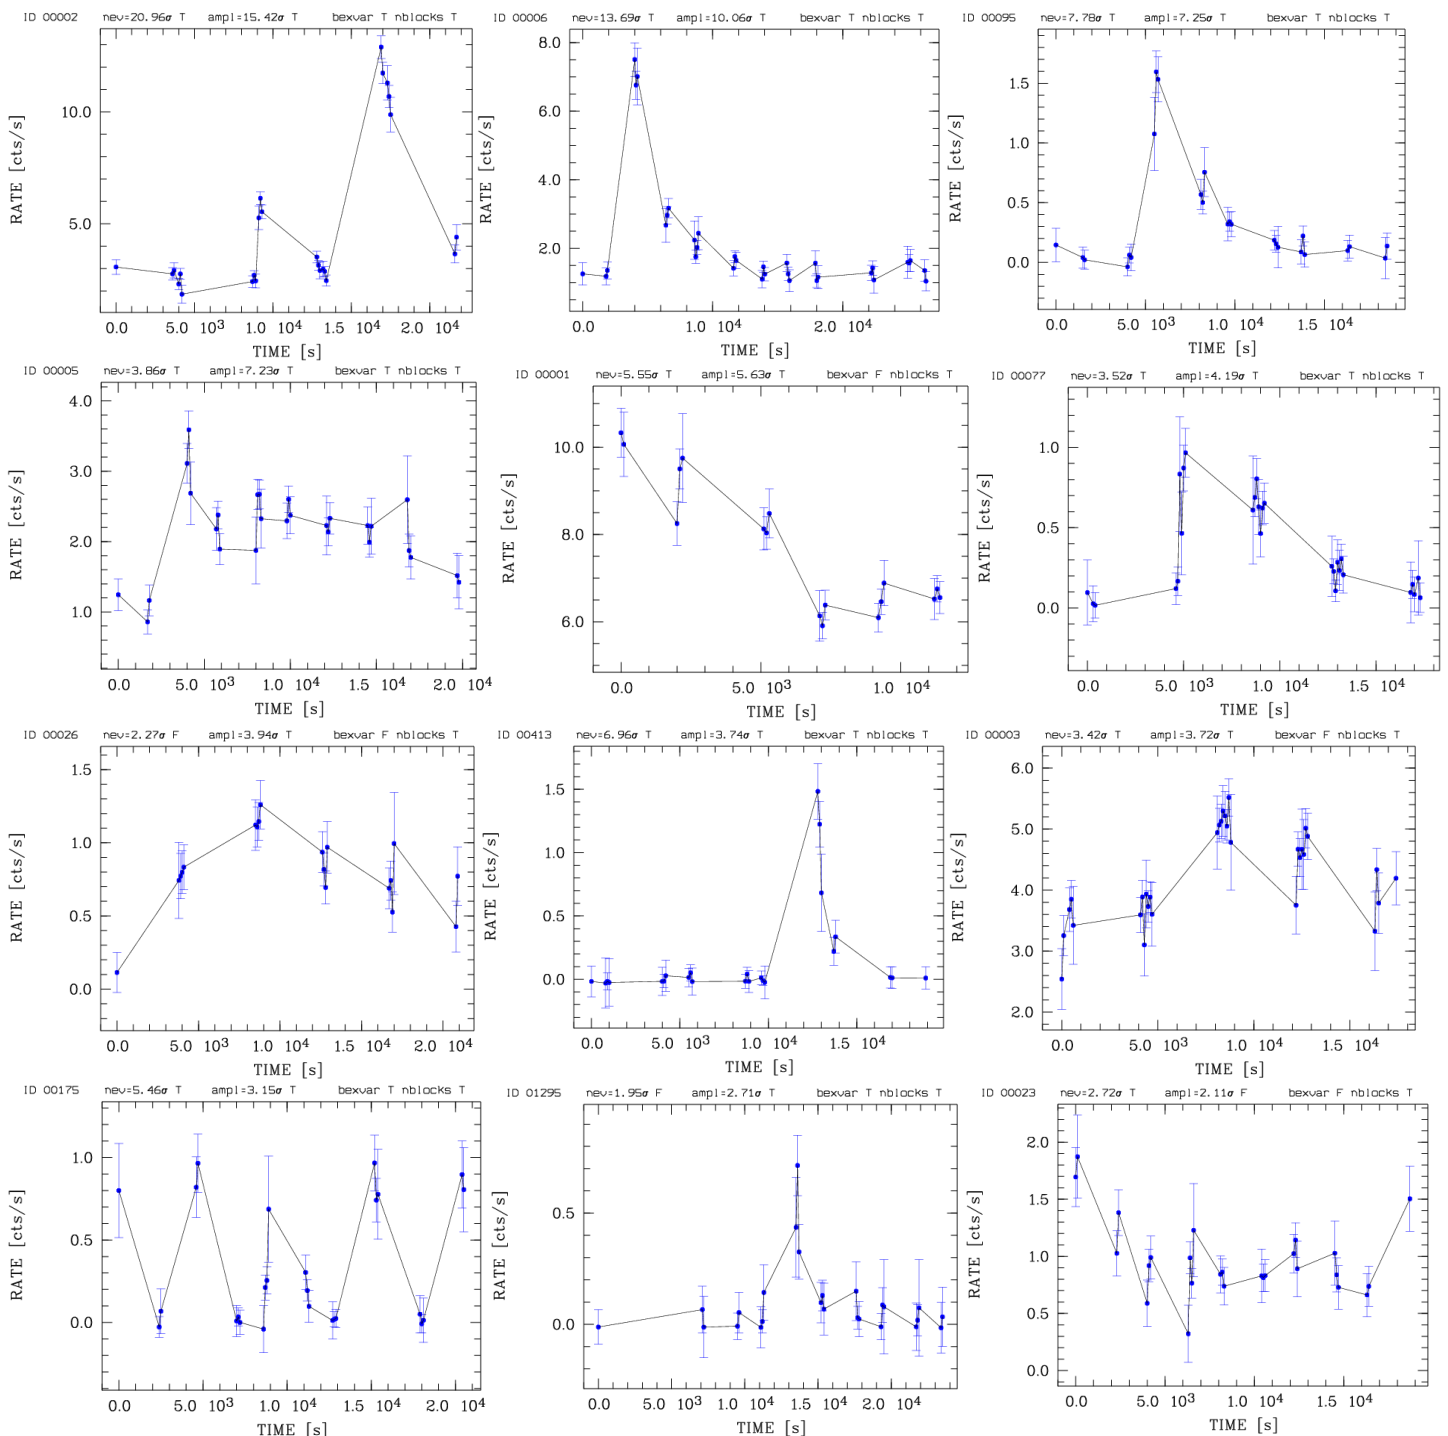 ID 00002 nev=20.96σ T ampl=15.42σ T bexvar T nblocks T
10.0
5.0
RATE [cts/s]
0.0 5.0 10³ 1.0 10⁴ 1.5 10⁴ 2.0 10⁴
TIME [s]
ID 00006 nev=13.69σ T ampl=10.06σ T bexvar T nblocks T
8.0
6.0
4.0
2.0
RATE [cts/s]
0.0 1.0 10⁴ 2.0 10⁴
TIME [s]
ID 00095 nev=7.78σ T ampl=7.25σ T bexvar T nblocks T
1.5
1.0
0.5
0.0
RATE [cts/s]
0.0 5.0 10³ 1.0 10⁴ 1.5 10⁴
TIME [s]
ID 00005 nev=3.86σ T ampl=7.23σ T bexvar T nblocks T
4.0
3.0
2.0
1.0
RATE [cts/s]
0.0 5.0 10³ 1.0 10⁴ 1.5 10⁴ 2.0 10⁴
TIME [s]
ID 00001 nev=5.55σ T ampl=5.63σ T bexvar F nblocks T
10.0
8.0
6.0
RATE [cts/s]
0.0 5.0 10³ 1.0 10⁴
TIME [s]
ID 00077 nev=3.52σ T ampl=4.19σ T bexvar T nblocks T
1.0
0.5
0.0
RATE [cts/s]
0.0 5.0 10³ 1.0 10⁴ 1.5 10⁴
TIME [s]
ID 00026 nev=2.27σ F ampl=3.94σ T bexvar F nblocks T
1.5
1.0
0.5
0.0
RATE [cts/s]
0.0 5.0 10³ 1.0 10⁴ 1.5 10⁴ 2.0 10⁴
TIME [s]
ID 00413 nev=6.96σ T ampl=3.74σ T bexvar T nblocks T
1.5
1.0
0.5
0.0
RATE [cts/s]
0.0 5.0 10³ 1.0 10⁴ 1.5 10⁴
TIME [s]
ID 00003 nev=3.42σ T ampl=3.72σ T bexvar F nblocks T
6.0
5.0
4.0
3.0
2.0
RATE [cts/s]
0.0 5.0 10³ 1.0 10⁴ 1.5 10⁴
TIME [s]
ID 00175 nev=5.46σ T ampl=3.15σ T bexvar T nblocks T
1.0
0.5
0.0
RATE [cts/s]
0.0 5.0 10³ 1.0 10⁴ 1.5 10⁴ 2.0 10⁴
TIME [s]
ID 01295 nev=1.95σ F ampl=2.71σ T bexvar T nblocks T
0.5
0.0
RATE [cts/s]
0.0 5.0 10³ 1.0 10⁴ 1.5 10⁴ 2.0 10⁴
TIME [s]
ID 00023 nev=2.72σ T ampl=2.11σ F bexvar F nblocks T
2.0
1.5
1.0
0.5
0.0
RATE [cts/s]
0.0 5.0 10³ 1.0 10⁴ 1.5 10⁴
TIME [s]